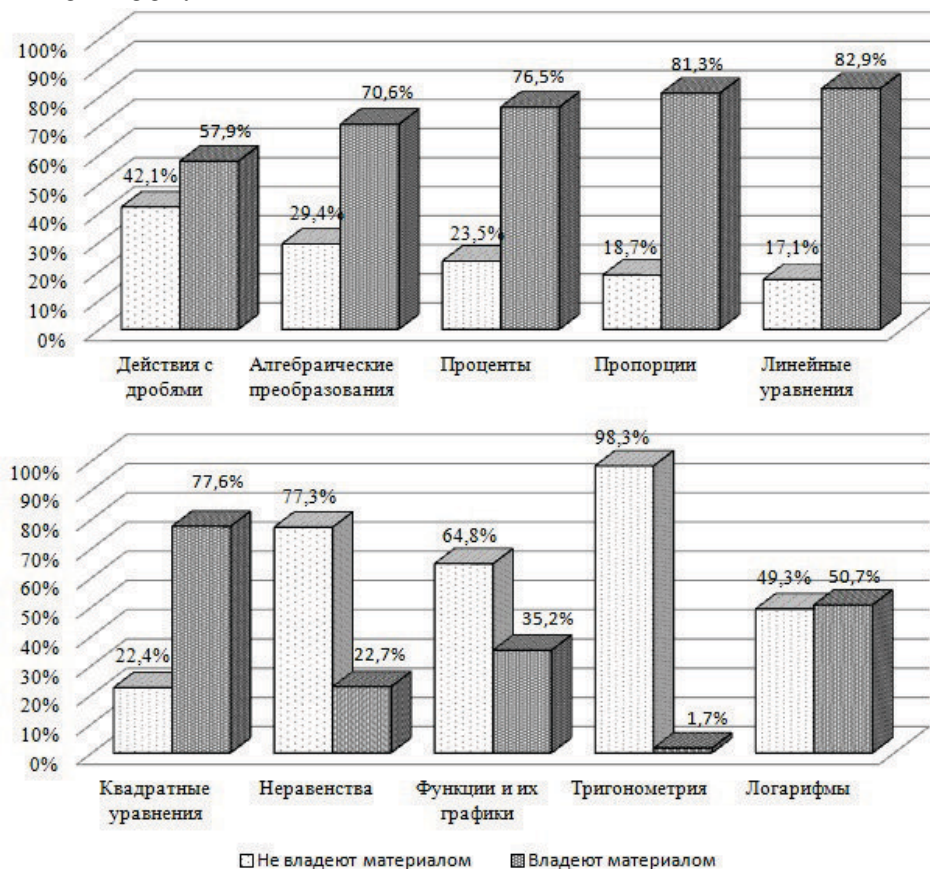 100%
90%
80%
70%
60%
50%
40%
30%
20%
10%
0%
42,1%
57,9%
29,4%
70,6%
23,5%
76,5%
18,7%
81,3%
17,1%
82,9%
Действия с
дробями
Алгебраические
преобразования
Проценты
Пропорции
Линейные
уравнения
100%
90%
80%
70%
60%
50%
40%
30%
20%
10%
0%
22,4%
77,6%
77,3%
22,7%
64,8%
35,2%
98,3%
1,7%
49,3%
50,7%
Квадратные
уравнения
Неравенства
Функции и их
графики
Тригонометрия
Логарифмы
Не владеют материалом
Владеют материалом